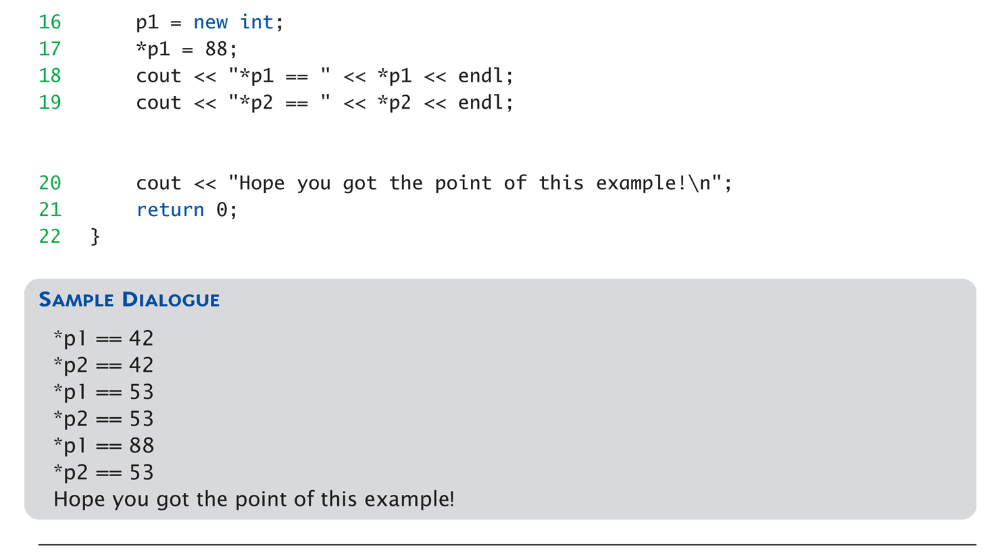 16 p1 = new int;
17 *p1 = 88;
18 cout << "*p1 == " << *p1 << endl;
19 cout << "*p2 == " << *p2 << endl;
20 cout << "Hope you got the point of this example!\n";
21 return 0;
22 }
SAMPLE DIALOGUE
*p1 == 42
*p2 == 42
*p1 == 53
*p2 == 53
*p1 == 88
*p2 == 53
Hope you got the point of this example!